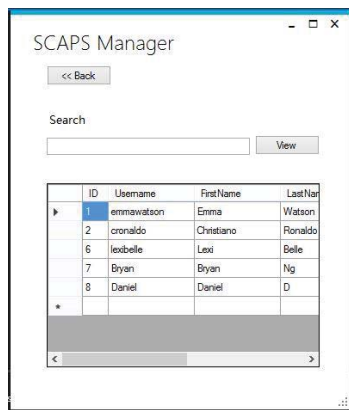 SCAPS Manager
<< Back
Search
View
ID Username FirstName LastNar
1 emmawatson Emma Watson
2 cronaldo Christiano Ronaldo
6 lexibelle Lexi Belle
7 Bryan Bryan Ng
8 Daniel Daniel D